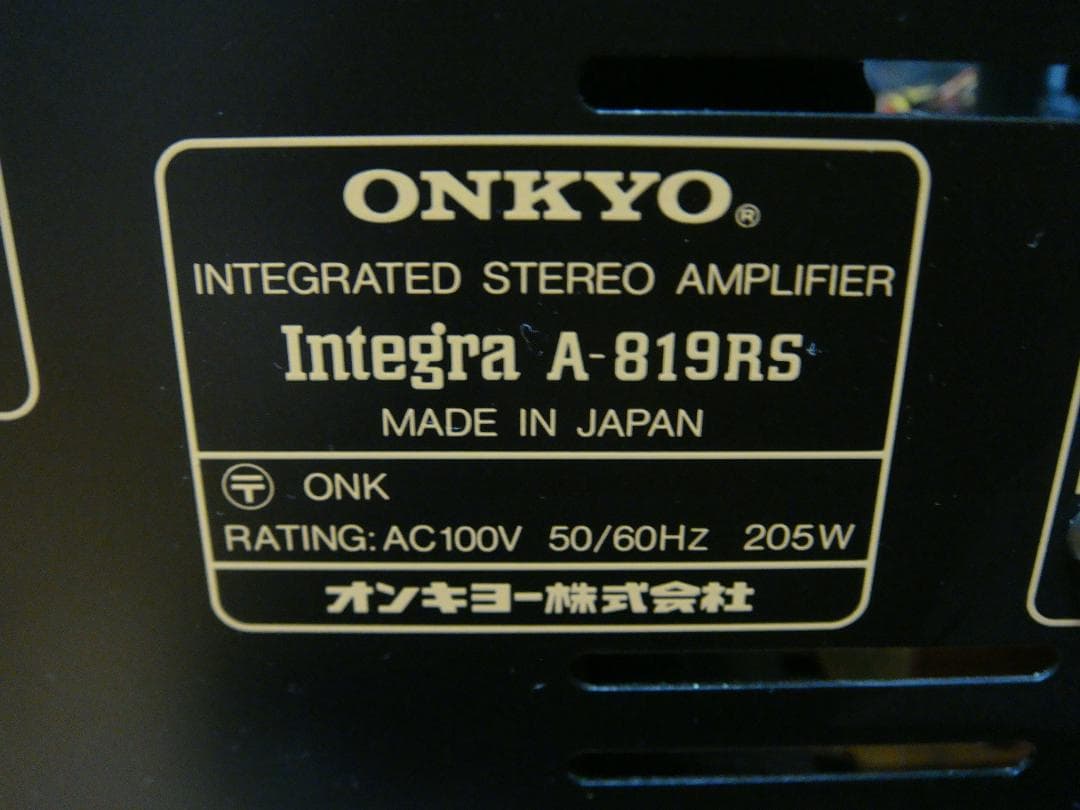 ONKYO®
INTEGRATED STEREO AMPLIFIER
Integra A-819RS
MADE IN JAPAN
〒 ONK
RATING: AC100V 50/60Hz 205W
オンキヨー株式会社